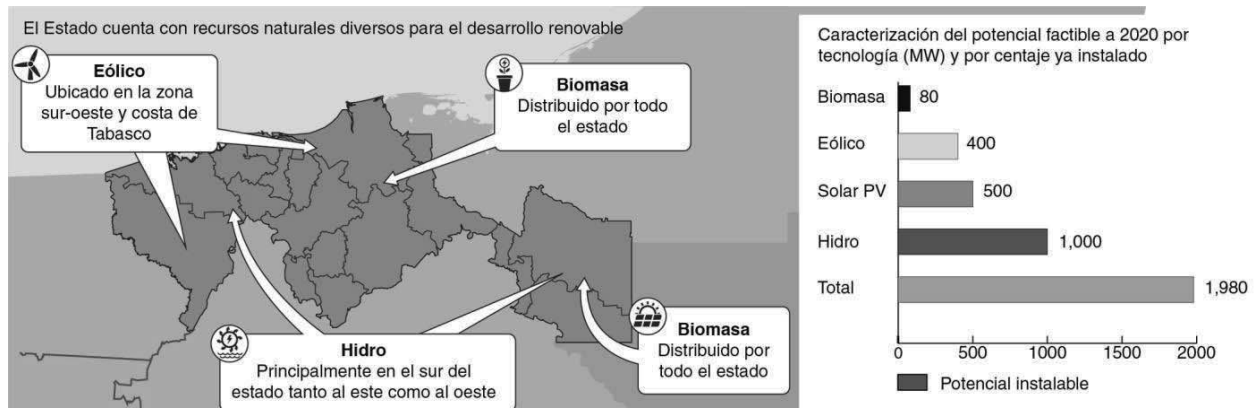 El Estado cuenta con recursos naturales diversos para el desarrollo renovable
Eólico
Ubicado en la zona
sur-oeste y costa de
Tabasco
Biomasa
Distribuido por todo
el estado
Hidro
Principalmente en el sur del
estado tanto al este como al oeste
Biomasa
Distribuido por
todo el estado
Caracterización del potencial factible a 2020 por
tecnología (MW) y por centaje ya instalado
Biomasa 80
Eólico 400
Solar PV 500
Hidro 1,000
Total 1,980
0 500 1000 1500 2000
Potencial instalable